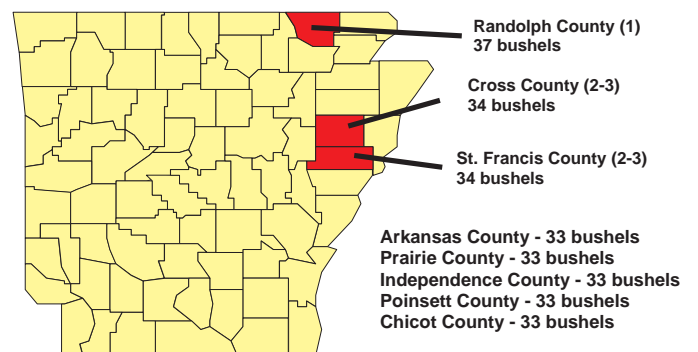 Randolph County (1)
37 bushels
Cross County (2-3)
34 bushels
St. Francis County (2-3)
34 bushels
Arkansas County - 33 bushels
Prairie County - 33 bushels
Independence County - 33 bushels
Poinsett County - 33 bushels
Chicot County - 33 bushels